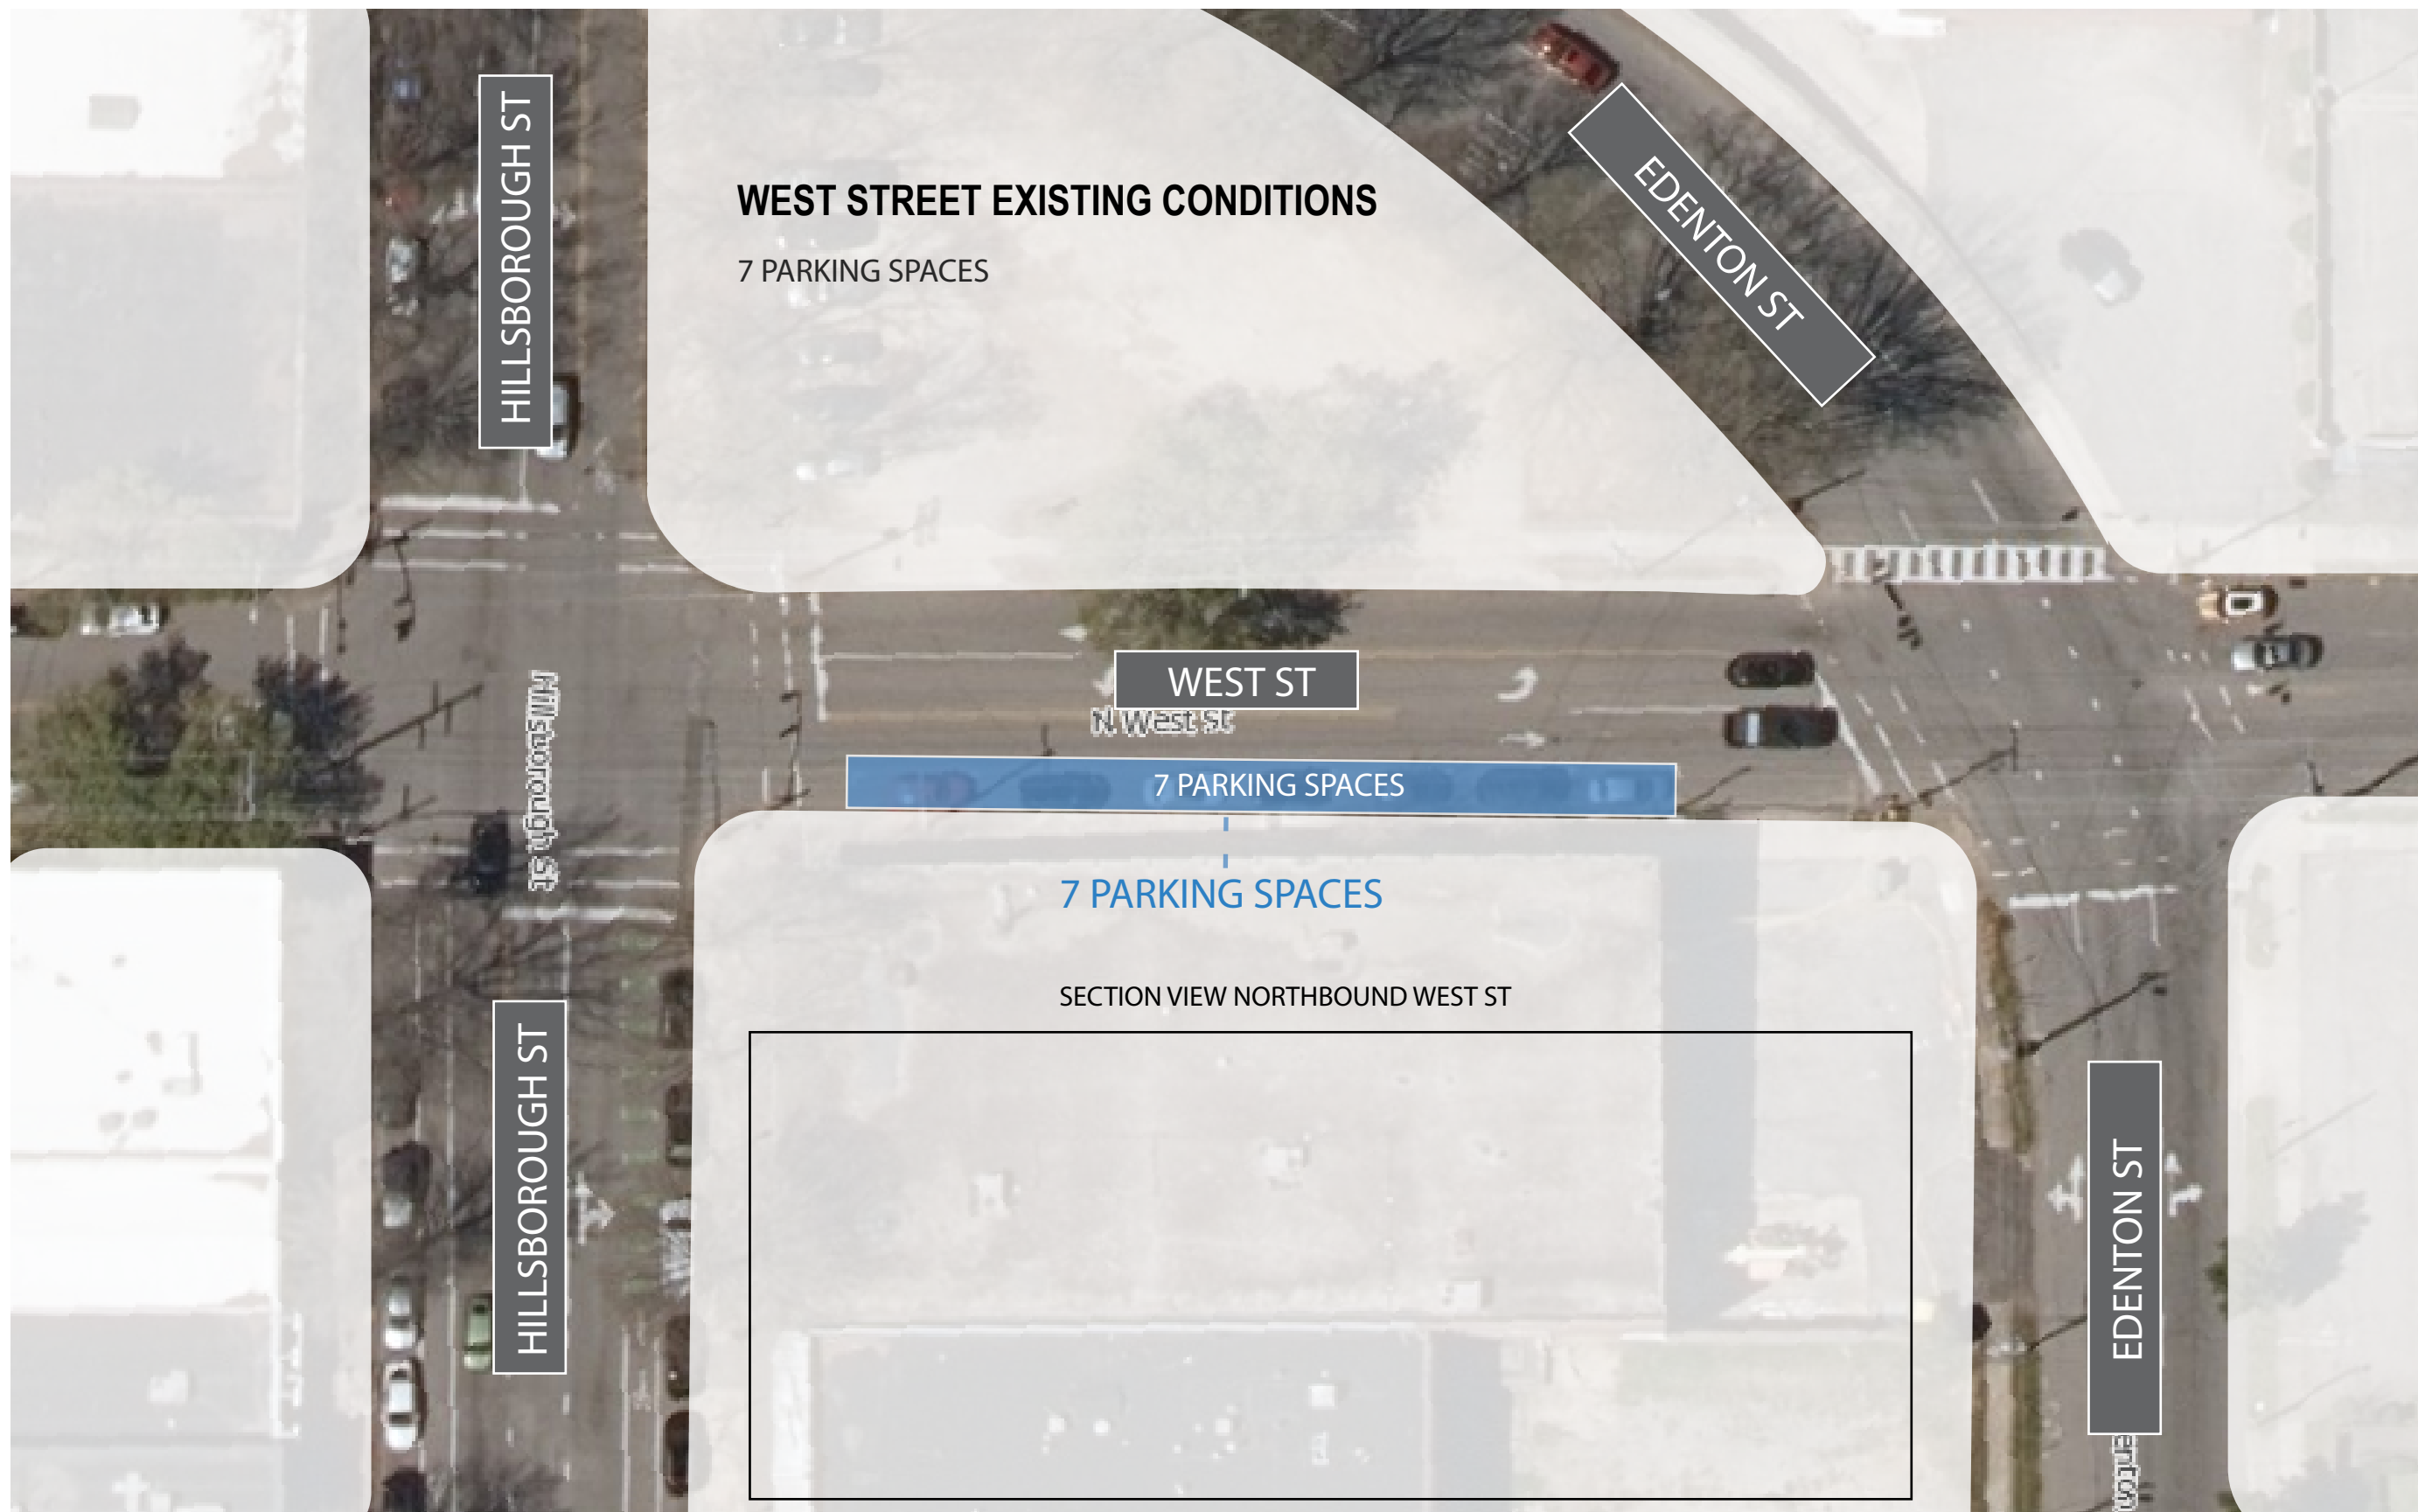 HILLSBOROUGH ST
EDENTON ST
WEST STREET EXISTING CONDITIONS
7 PARKING SPACES
WEST ST
N West St
Hillsborough St
7 PARKING SPACES
7 PARKING SPACES
SECTION VIEW NORTHBOUND WEST ST
HILLSBOROUGH ST
EDENTON ST